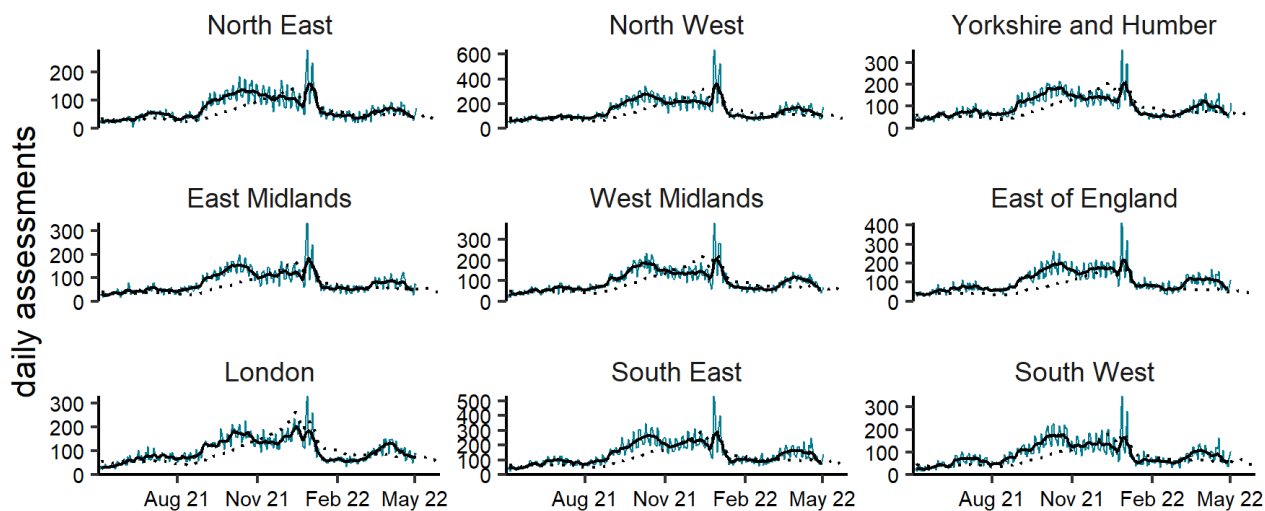 daily assessments
North East
200
100
0
North West
600
400
200
0
Yorkshire and Humber
300
200
100
0
East Midlands
300
200
100
0
West Midlands
300
200
100
0
East of England
400
300
200
100
0
London
300
200
100
0
Aug 21 Nov 21 Feb 22 May 22
South East
500
400
300
200
100
0
Aug 21 Nov 21 Feb 22 May 22
South West
300
200
100
0
Aug 21 Nov 21 Feb 22 May 22